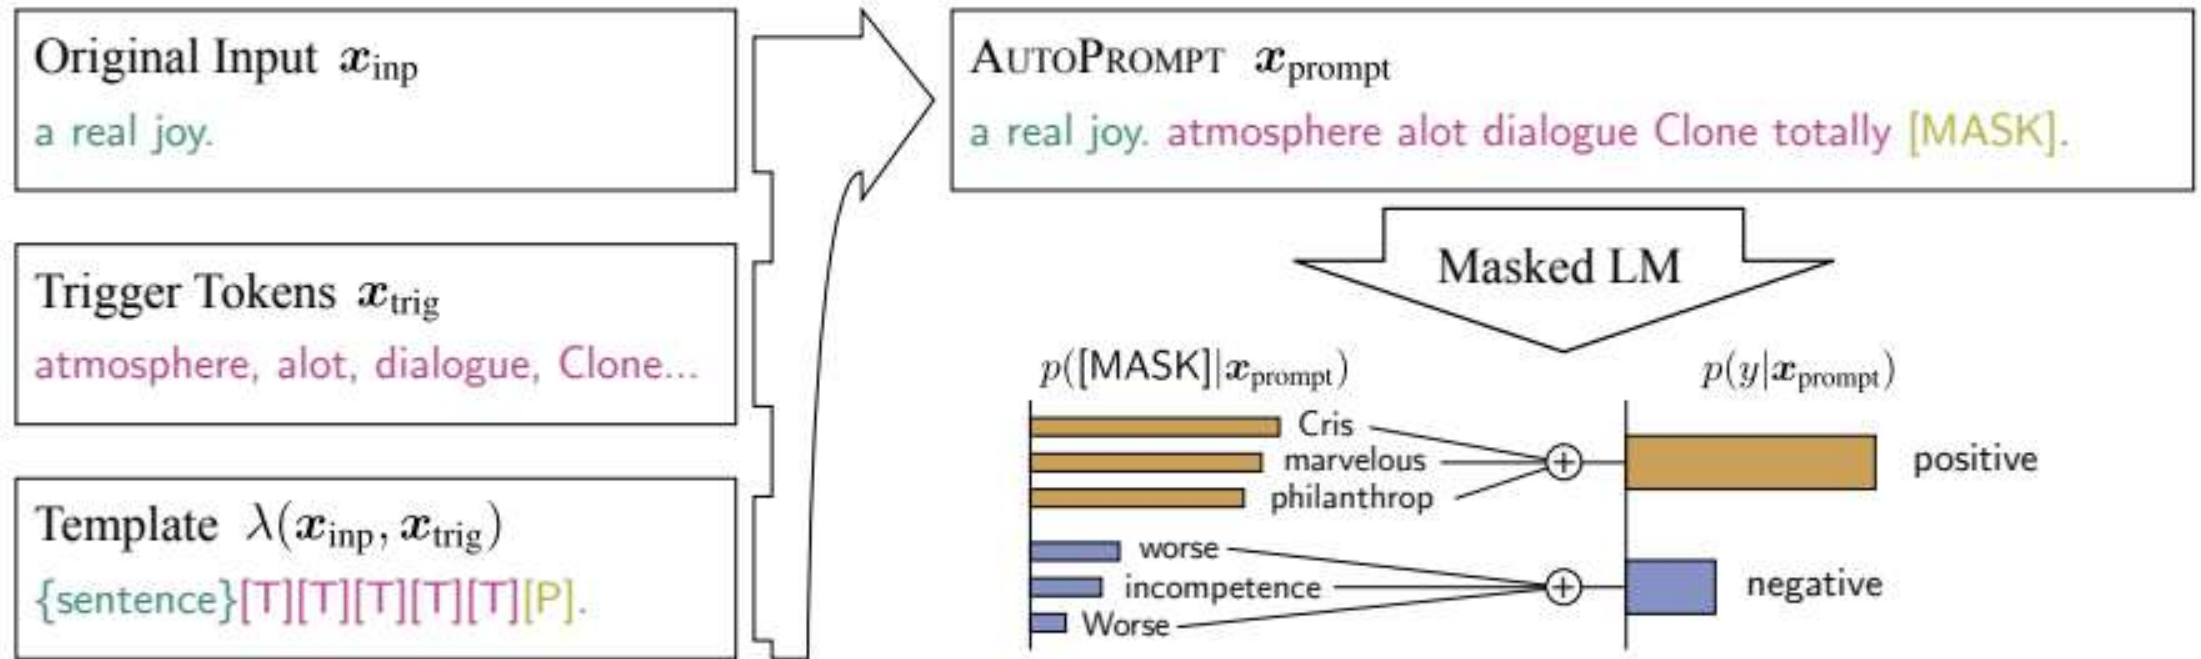 Original Input x_inp
a real joy.
Trigger Tokens x_trig
atmosphere, alot, dialogue, Clone...
Template λ(x_inp, x_trig)
{sentence}[T][T][T][T][T][P].
AUTOPROMPT x_prompt
a real joy. atmosphere alot dialogue Clone totally [MASK].
Masked LM
p([MASK]|x_prompt)
Cris
marvelous
philanthrop
worse
incompetence
Worse
+
+
p(y|x_prompt)
positive
negative